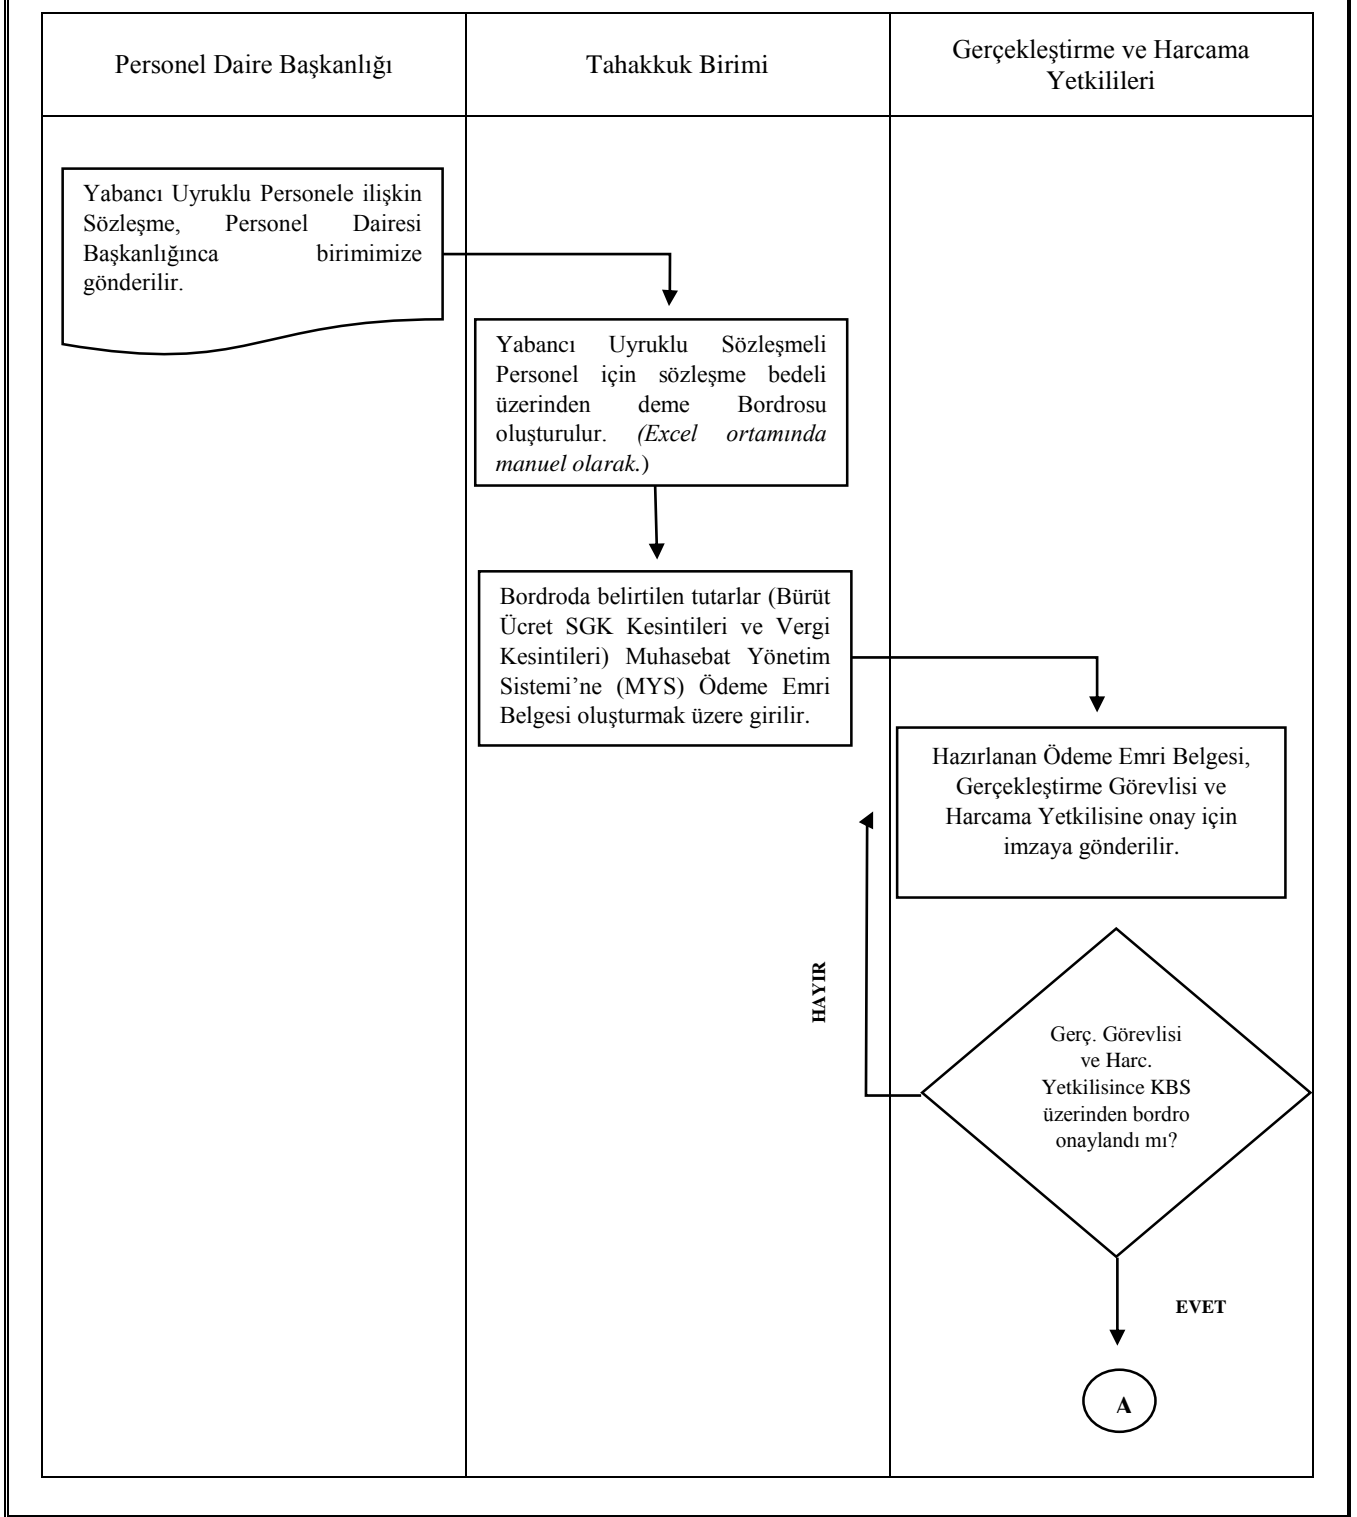 Personel Daire Başkanlığı
Tahakkuk Birimi
Gerçekleştirme ve Harcama
Yetkilileri
Yabancı Uyruklu Personele ilişkin
Sözleşme, Personel Dairesi
Başkanlığınca birimimize
gönderilir.
Yabancı Uyruklu Sözleşmeli
Personel için sözleşme bedeli
üzerinden deme Bordrosu
oluşturulur. (Excel ortamında
manuel olarak.)
Bordroda belirtilen tutarlar (Bürüt
Ücret SGK Kesintileri ve Vergi
Kesintileri) Muhasebat Yönetim
Sistemi’ne (MYS) Ödeme Emri
Belgesi oluşturmak üzere girilir.
Hazırlanan Ödeme Emri Belgesi,
Gerçekleştirme Görevlisi ve
Harcama Yetkilisine onay için
imzaya gönderilir.
HAYIR
Gerç. Görevlisi
ve Harc.
Yetkilisince KBS
üzerinden bordro
onaylandı mı?
EVET
A